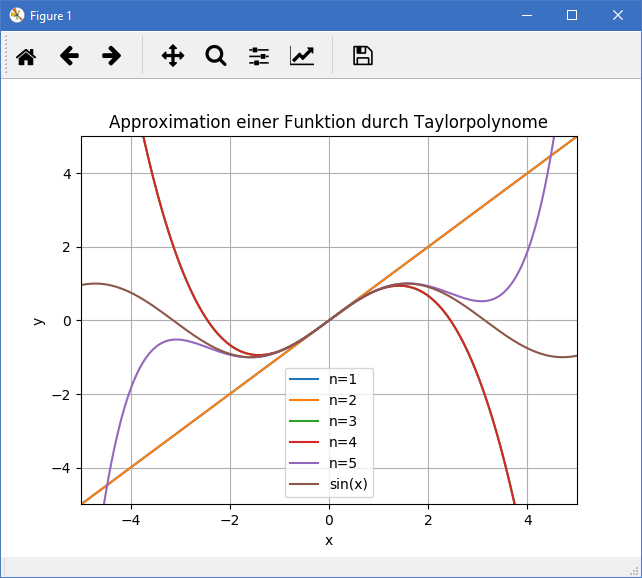 Figure 1
Approximation einer Funktion durch Taylorpolynome
4
2
0
−2
−4
y
n=1
n=2
n=3
n=4
n=5
sin(x)
−4 −2 0 2 4
x